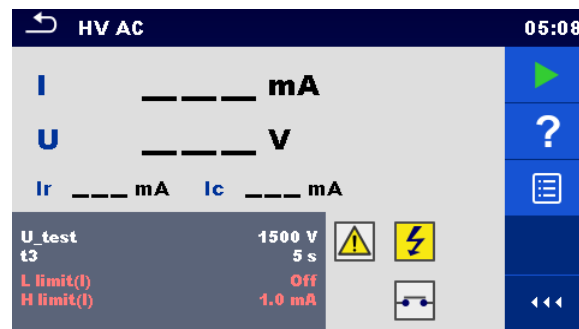 HV AC 05:08
I ___ mA
U ___ V
Ir ___ mA Ic ___ mA
?
U_test 1500 V
t3 5 s
L limit(I) Off
H limit(I) 1.0 mA